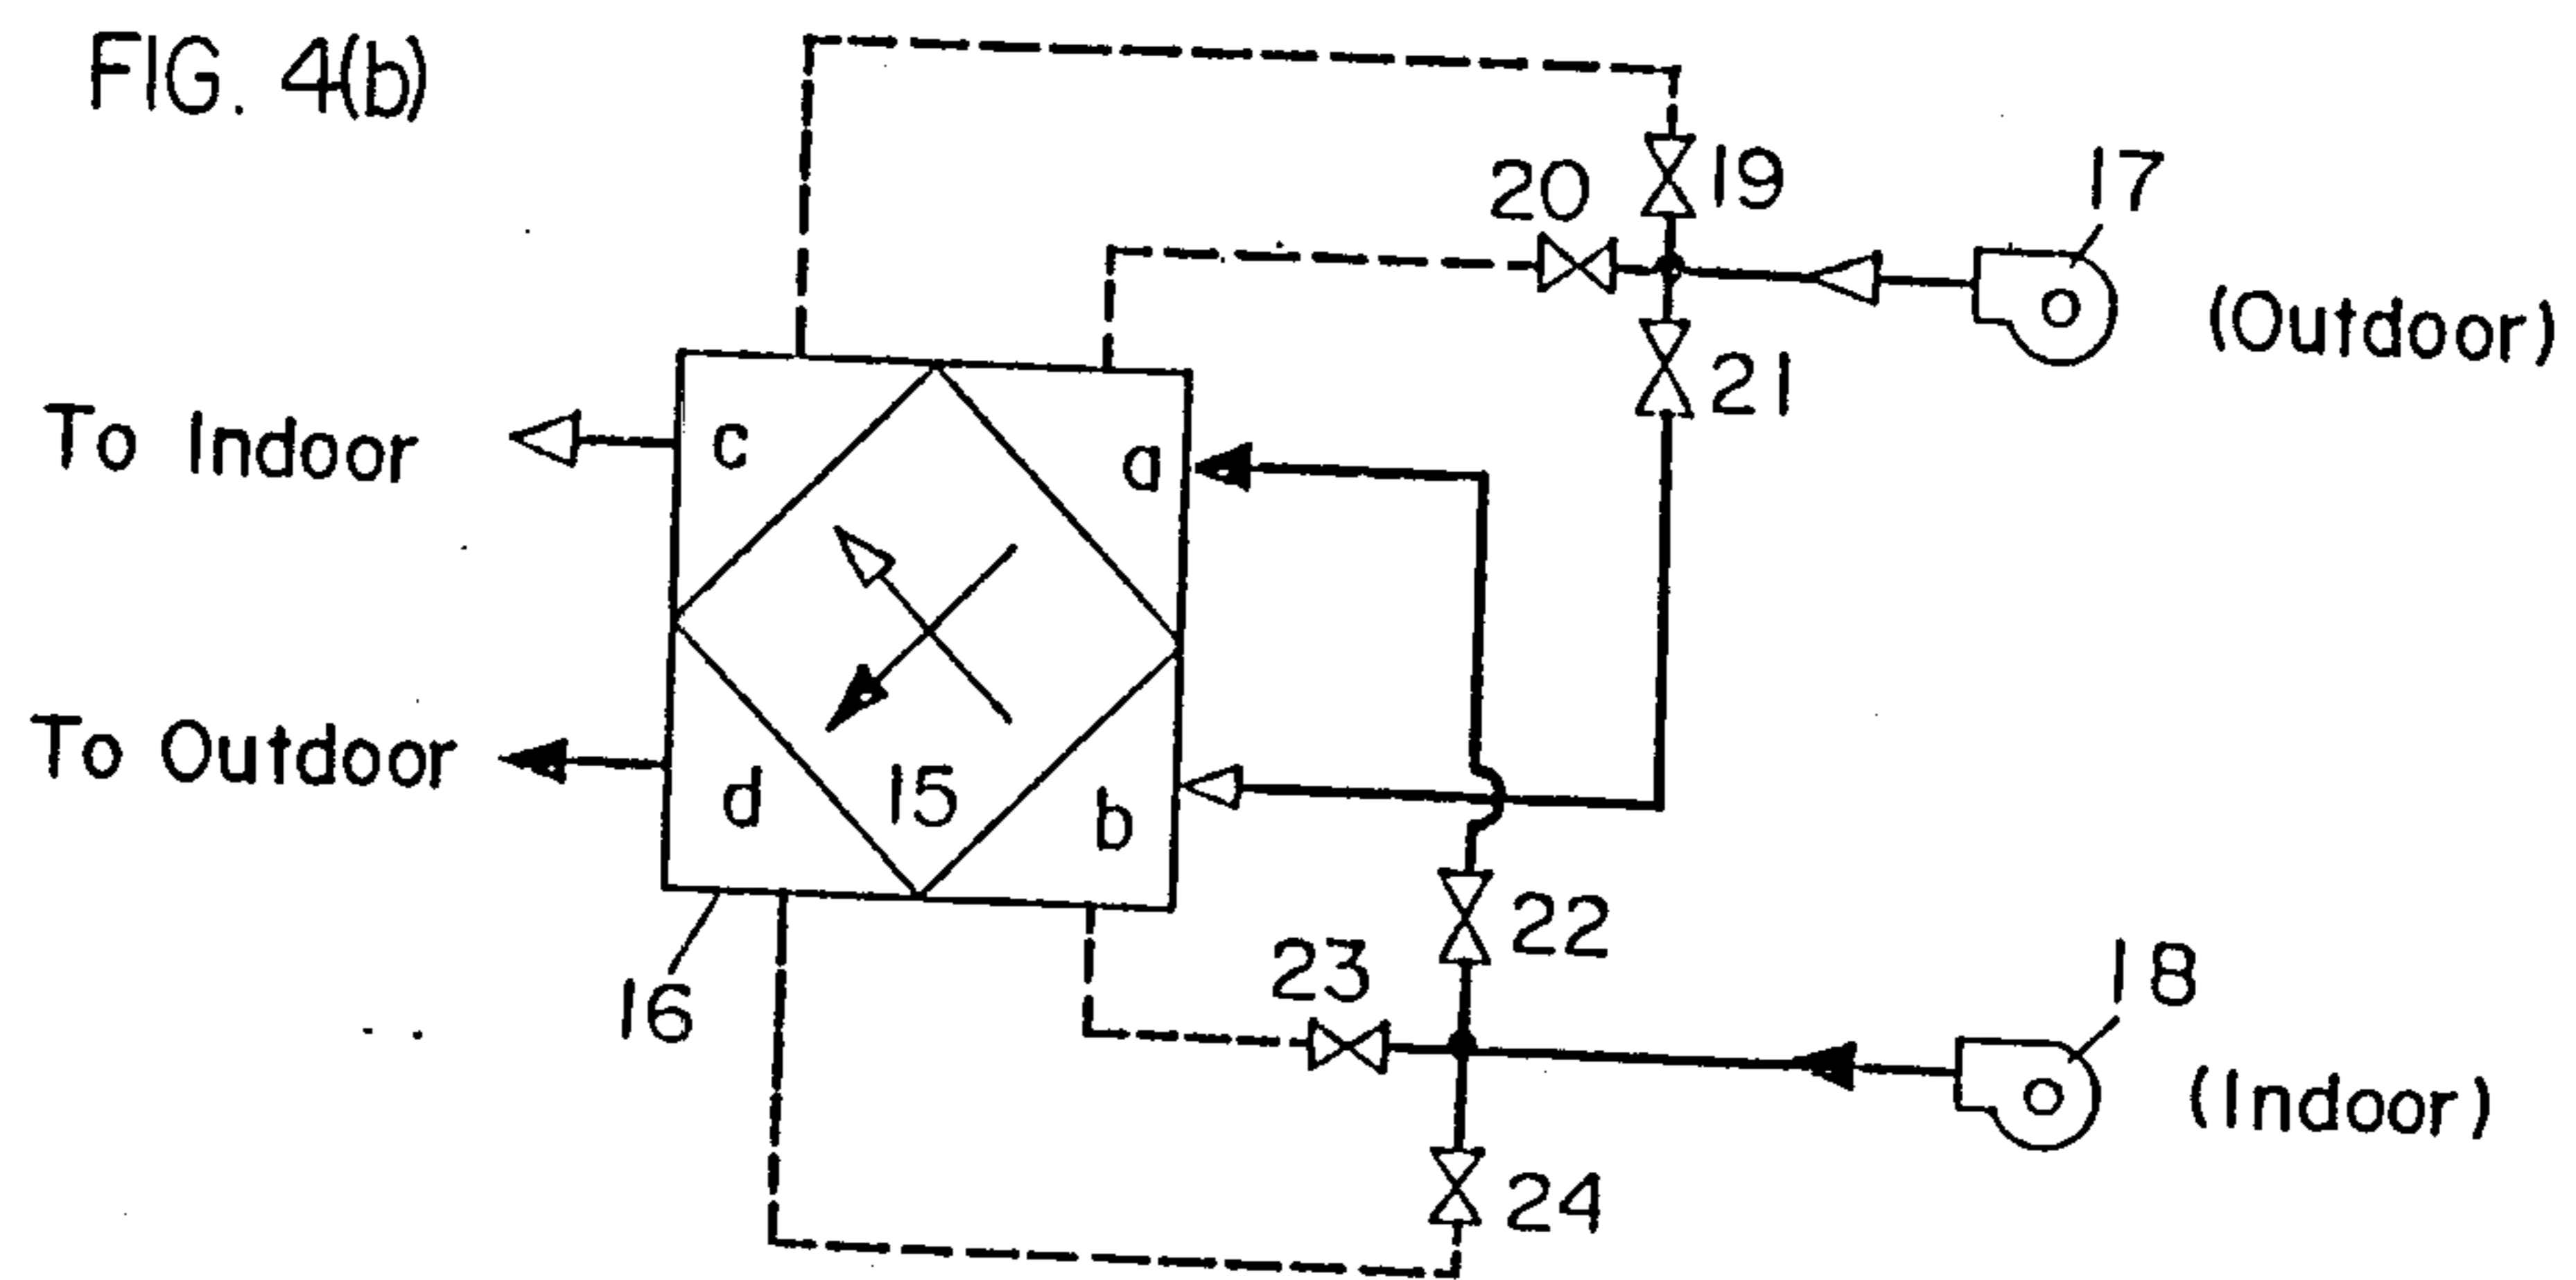 FIG. 4(b)
17
19
20
(Outdoor)
21
To Indoor
c
a
To Outdoor
d
15
b
22
23
18
16
(Indoor)
24